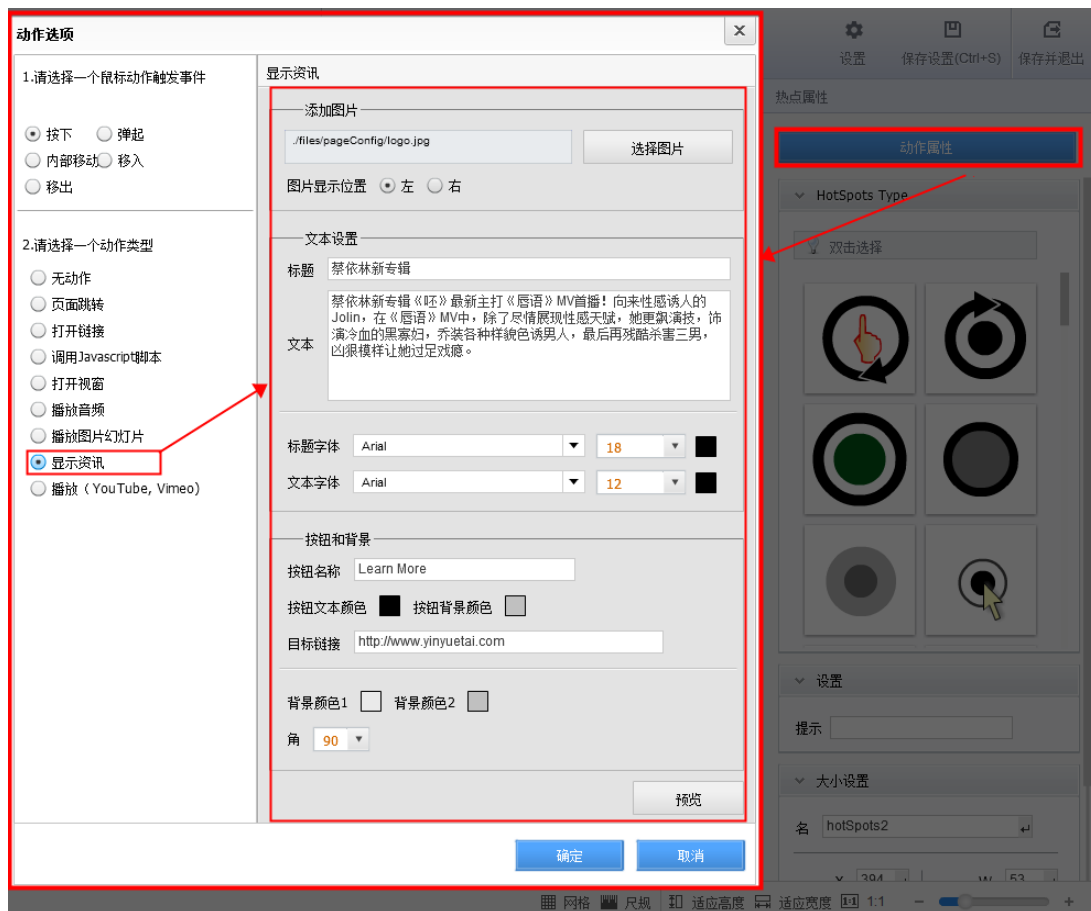 动作选项
1.请选择一个鼠标动作触发事件
按下 弹起
内部移动 移入
移出
2.请选择一个动作类型
无动作
页面跳转
打开链接
调用Javascript脚本
打开视窗
播放音频
播放图片幻灯片
显示资讯
播放（YouTube, Vimeo)
显示资讯
添加图片
./files/pageConfig/logo.jpg 选择图片
图片显示位置 左 右
文本设置
标题 蔡依林新专辑
文本
蔡依林新专辑《呸》最新主打《唇语》MV首播！向来性感诱人的
Jolin，在《唇语》MV中，除了尽情展现性感天赋，她更飙演技，饰
演冷血的黑寡妇，乔装各种样貌色诱男人，最后再残酷杀害三男，
凶狠模样让她过足戏瘾。
标题字体 Arial 18
文本字体 Arial 12
按钮和背景
按钮名称 Learn More
按钮文本颜色 按钮背景颜色
目标链接 http://www.yinyuetai.com
背景颜色1 背景颜色2
角 90
预览
确定 取消
设置 保存设置(Ctrl+S) 保存并退出
热点属性
动作属性
HotSpots Type
双击选择
设置
提示
大小设置
名 hotSpots2
X 394 W 53
网格 尺规 适应高度 适应宽度 1:1 1:1